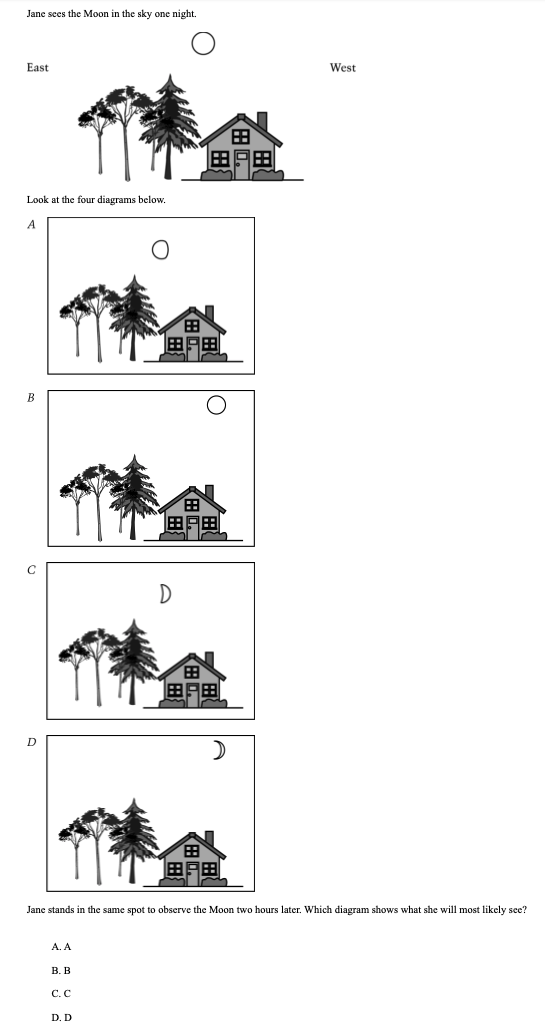 Jane sees the Moon in the sky one night.
East West
Look at the four diagrams below.
A
B
C
D
Jane stands in the same spot to observe the Moon two hours later. Which diagram shows what she will most likely see?
A. A
B. B
C. C
D. D